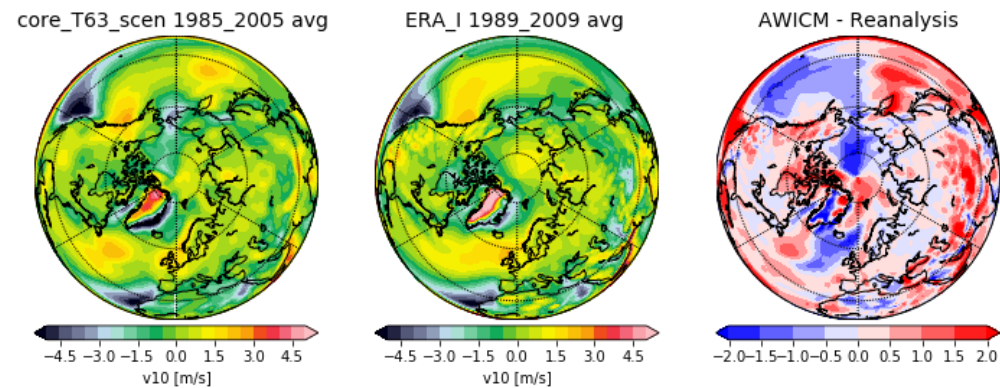 core_T63_scen 1985_2005 avg
ERA_I 1989_2009 avg
AWICM - Reanalysis
−4.5 −3.0 −1.5 0.0 1.5 3.0 4.5
−4.5 −3.0 −1.5 0.0 1.5 3.0 4.5
−2.0−1.5−1.0−0.5 0.0 0.5 1.0 1.5 2.0
v10 [m/s]
v10 [m/s]